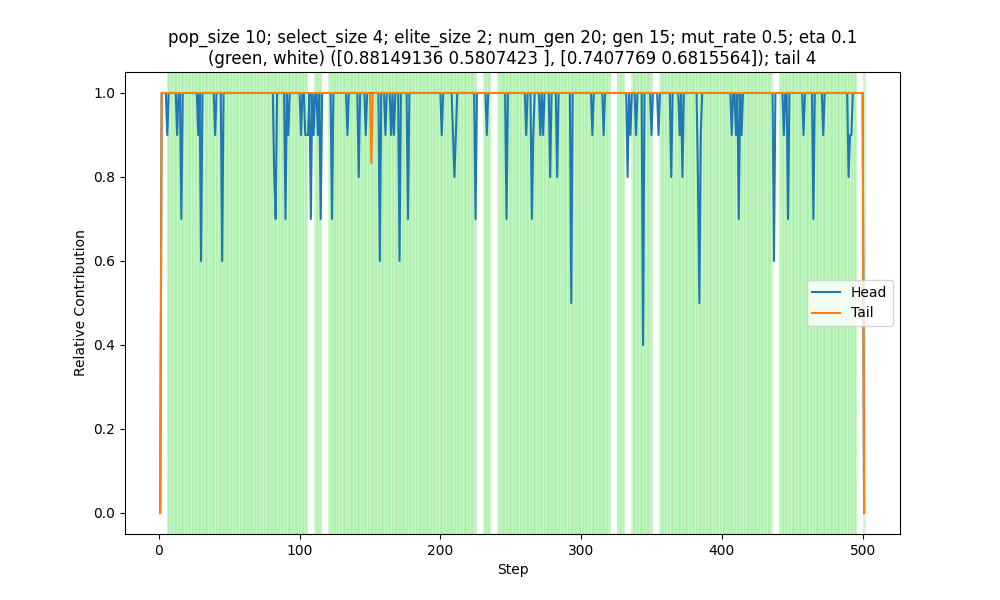 pop_size 10; select_size 4; elite_size 2; num_gen 20; gen 15; mut_rate 0.5; eta 0.1
(green, white) ([0.88149136 0.5807423 ], [0.7407769 0.6815564]); tail 4
1.0
0.8
0.6
0.4
0.2
0.0
Relative Contribution
Head
Tail
0 100 200 300 400 500
Step